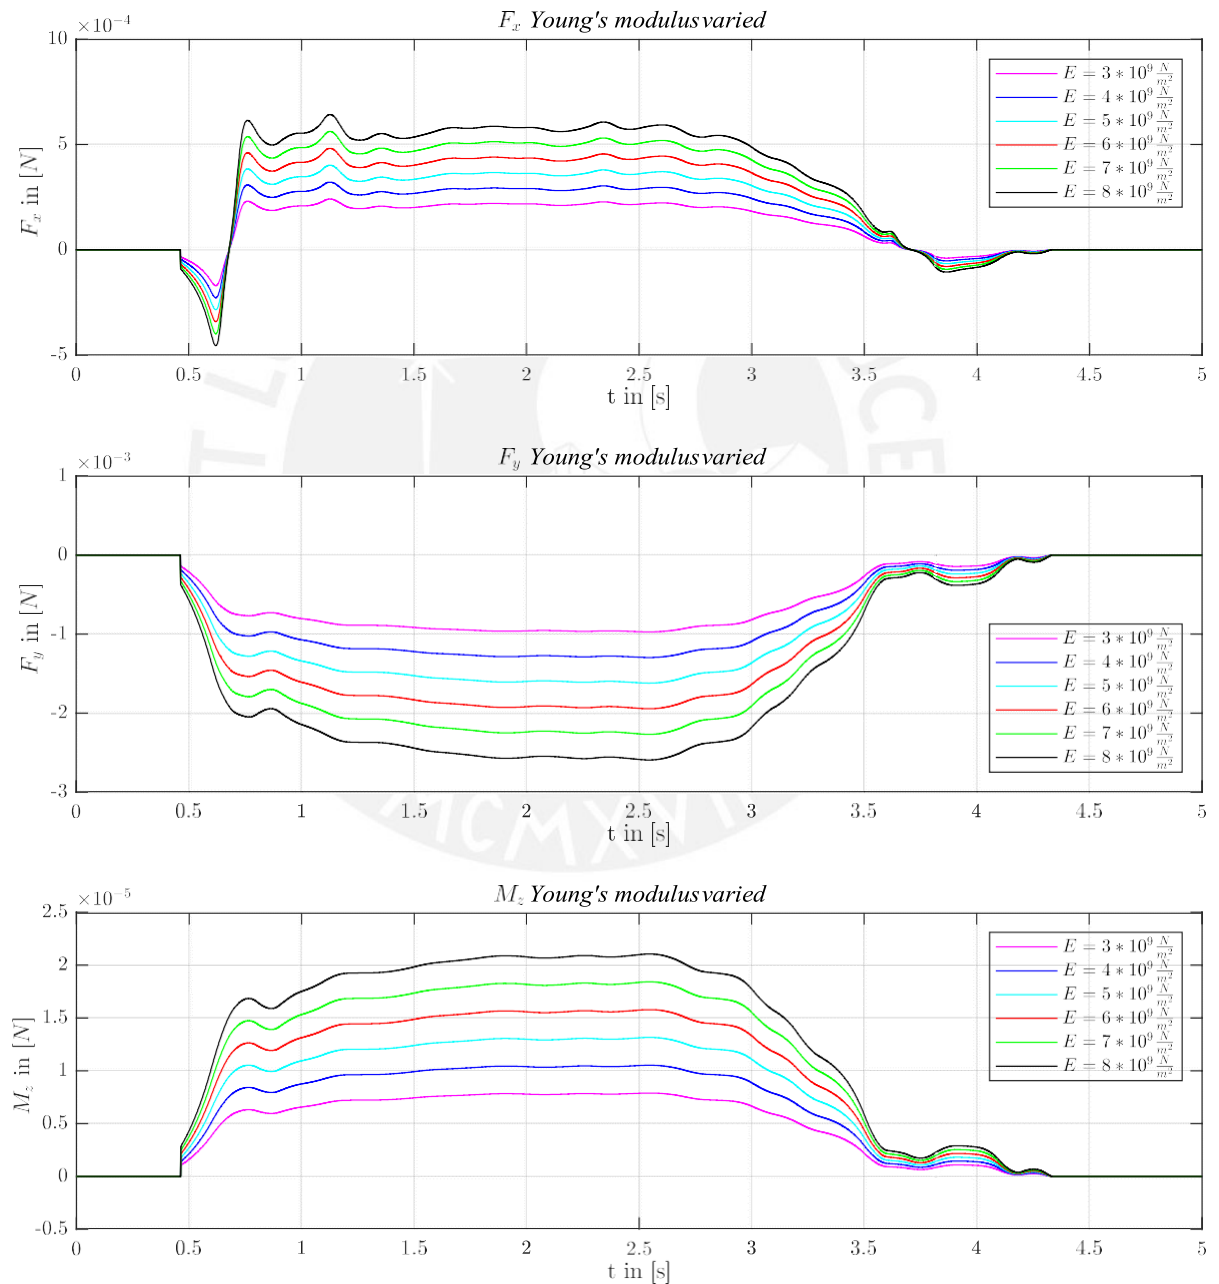 ×10⁻⁴
F_x Young's modulusvaried
10
5
0
-5
F_x in [N]
E = 3 * 10⁹ N/m²
E = 4 * 10⁹ N/m²
E = 5 * 10⁹ N/m²
E = 6 * 10⁹ N/m²
E = 7 * 10⁹ N/m²
E = 8 * 10⁹ N/m²
0 0.5 1 1.5 2 2.5 3 3.5 4 4.5 5
t in [s]
×10⁻³
F_y Young's modulusvaried
1
0
-1
-2
-3
F_y in [N]
E = 3 * 10⁹ N/m²
E = 4 * 10⁹ N/m²
E = 5 * 10⁹ N/m²
E = 6 * 10⁹ N/m²
E = 7 * 10⁹ N/m²
E = 8 * 10⁹ N/m²
0 0.5 1 1.5 2 2.5 3 3.5 4 4.5 5
t in [s]
MCMXVII
×10⁻⁵
M_z Young's modulusvaried
2.5
2
1.5
1
0.5
0
-0.5
M_z in [N]
E = 3 * 10⁹ N/m²
E = 4 * 10⁹ N/m²
E = 5 * 10⁹ N/m²
E = 6 * 10⁹ N/m²
E = 7 * 10⁹ N/m²
E = 8 * 10⁹ N/m²
0 0.5 1 1.5 2 2.5 3 3.5 4 4.5 5
t in [s]